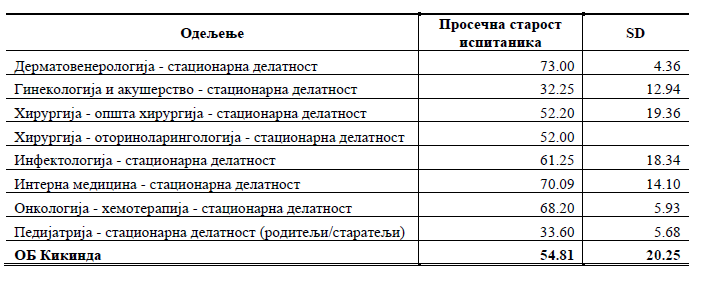 Одељење Просечна старост испитаника SD
Дерматовенерологија - стационарна делатност 73.00 4.36
Гинекологија и акушерство - стационарна делатност 32.25 12.94
Хирургија - општа хирургија - стационарна делатност 52.20 19.36
Хирургија - оториноларингологија - стационарна делатност 52.00
Инфектологија - стационарна делатност 61.25 18.34
Интерна медицина - стационарна делатност 70.09 14.10
Онкологија - хемотерапија - стационарна делатност 68.20 5.93
Педијатрија - стационарна делатност (родитељи/старатељи) 33.60 5.68
ОБ Кикинда 54.81 20.25